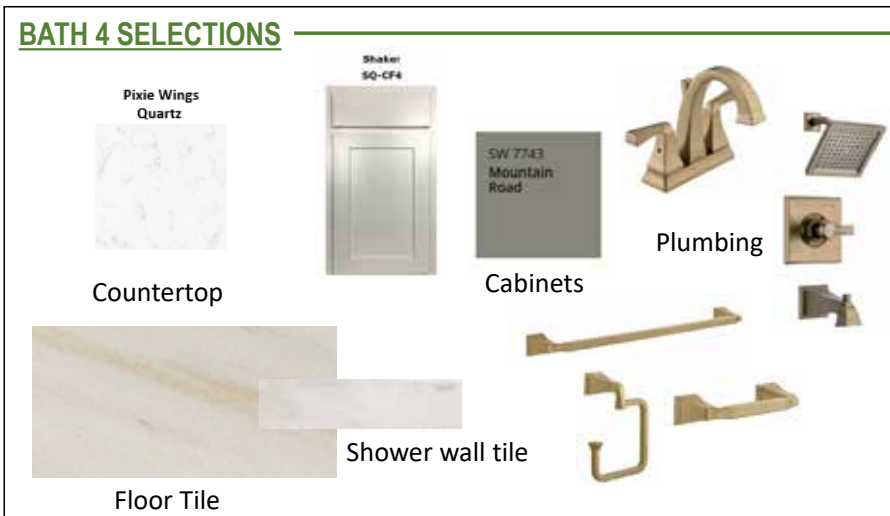 BATH 4 SELECTIONS
Pixie Wings
Quartz
Countertop
Shaker
SQ-CF4
SW 7743
Mountain
Road
Cabinets
Plumbing
Shower wall tile
Floor Tile